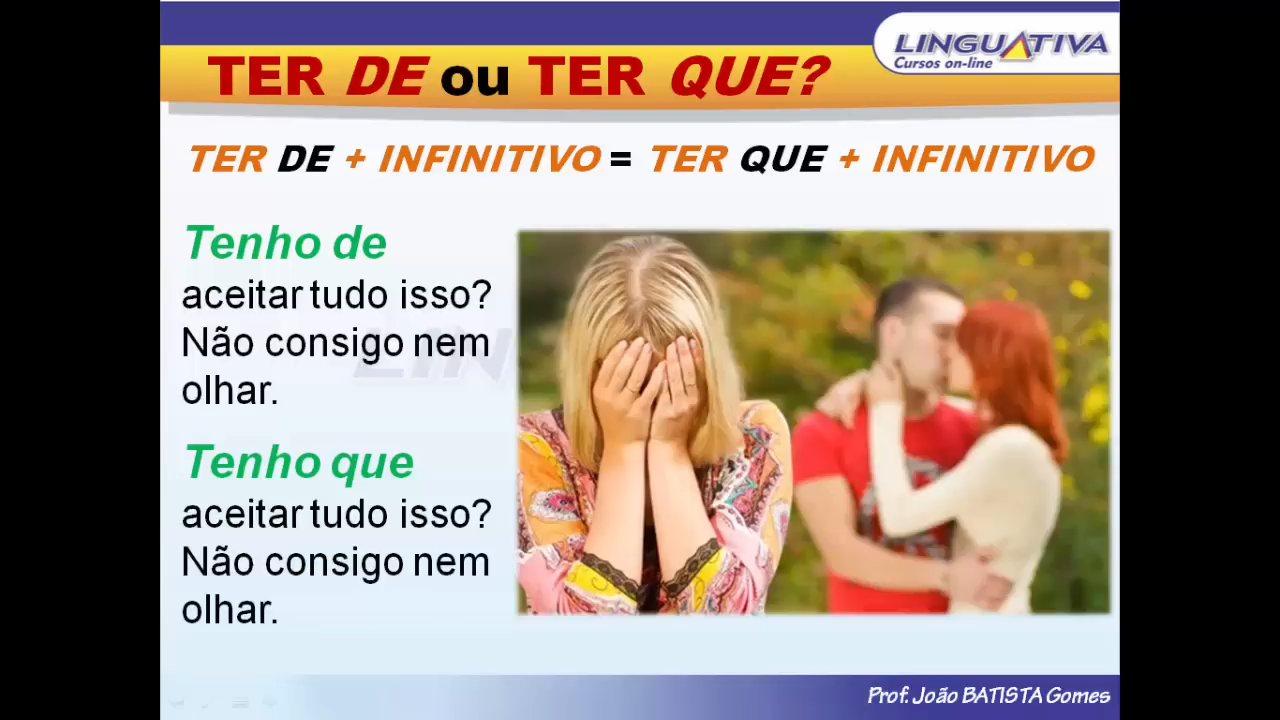 LINGUATIVA
Cursos on-line
TER DE ou TER QUE?
TER DE + INFINITIVO = TER QUE + INFINITIVO
Tenho de
aceitar tudo isso?
Não consigo nem
olhar.
Tenho que
aceitar tudo isso?
Não consigo nem
olhar.
Prof. João BATISTA Gomes